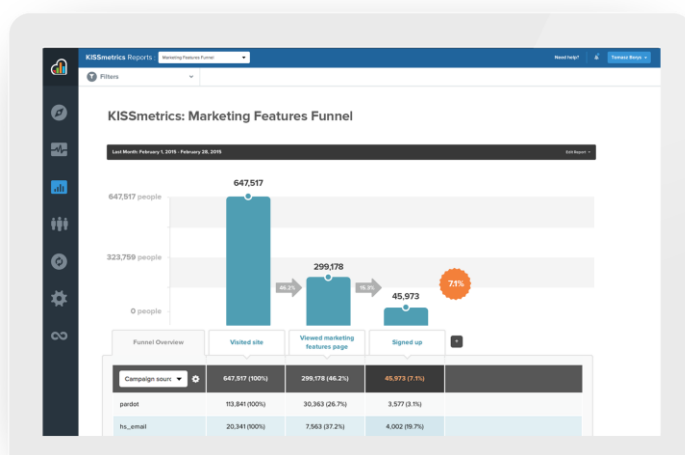 KISSmetrics Reports Marketing Features Funnel Need help? Tomasz Borys
Filters
KISSmetrics: Marketing Features Funnel
Last Month: February 1, 2015 - February 28, 2015 Edit Report
647,517
647,517 people
323,759 people
299,178
46.2%
15.3%
7.1%
45,973
0 people
Funnel Overview Visited site Viewed marketing features page Signed up +
Campaign sourc 647,517 (100%) 299,178 (46.2%) 45,973 (7.1%)
pardot 113,841 (100%) 30,363 (26.7%) 3,577 (3.1%)
hs_email 20,341 (100%) 7,563 (37.2%) 4,002 (19.7%)